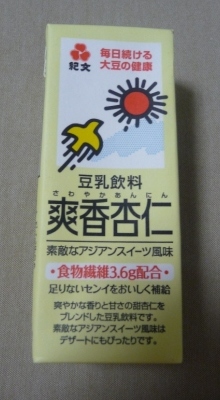 紀文
毎日続ける
大豆の健康
豆乳飲料
さわやかあんにん
爽香杏仁
素敵なアジアンスイーツ風味
・食物繊維3.6g配合・
足りないセンイをおいしく補給
爽やかな香りと甘さの甜杏仁を
ブレンドした豆乳飲料です。
素敵なアジアンスイーツ風味は
デザートにもぴったりです。